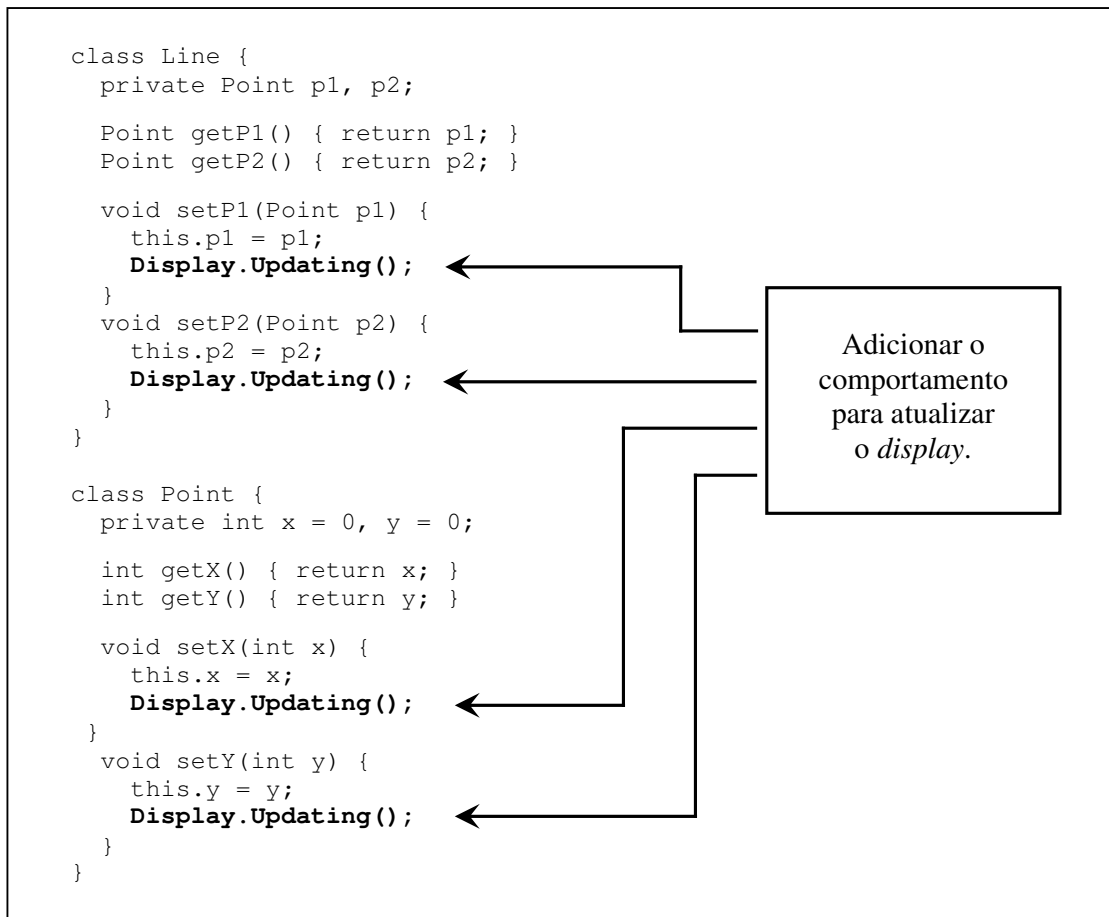 class Line {
  private Point p1, p2;
  Point getP1() { return p1; }
  Point getP2() { return p2; }
  void setP1(Point p1) {
    this.p1 = p1;
    Display.Updating();
  }
  void setP2(Point p2) {
    this.p2 = p2;
    Display.Updating();
  }
}
class Point {
  private int x = 0, y = 0;
  int getX() { return x; }
  int getY() { return y; }
  void setX(int x) {
    this.x = x;
    Display.Updating();
 }
  void setY(int y) {
    this.y = y;
    Display.Updating();
  }
}
Adicionar o
comportamento
para atualizar
o display.